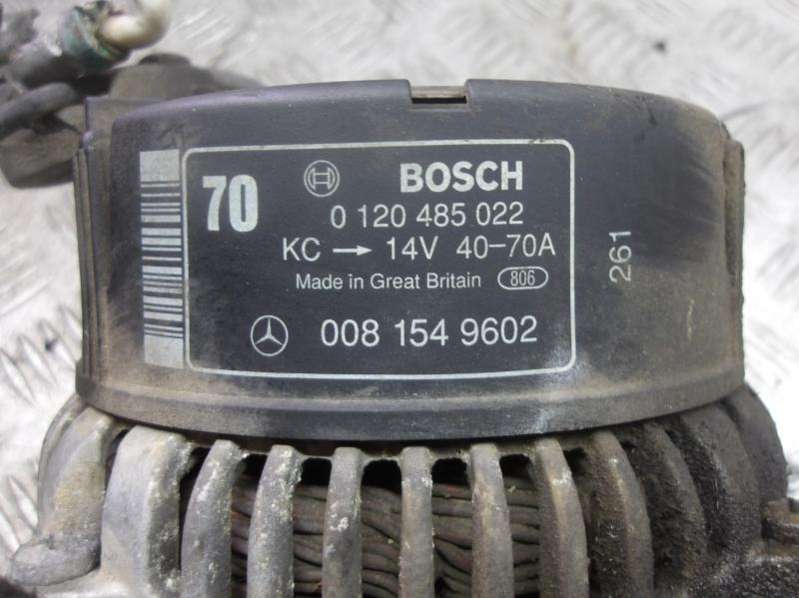 70 BOSCH
0 120 485 022
KC → 14V 40-70A
Made in Great Britain 806
008 154 9602
261